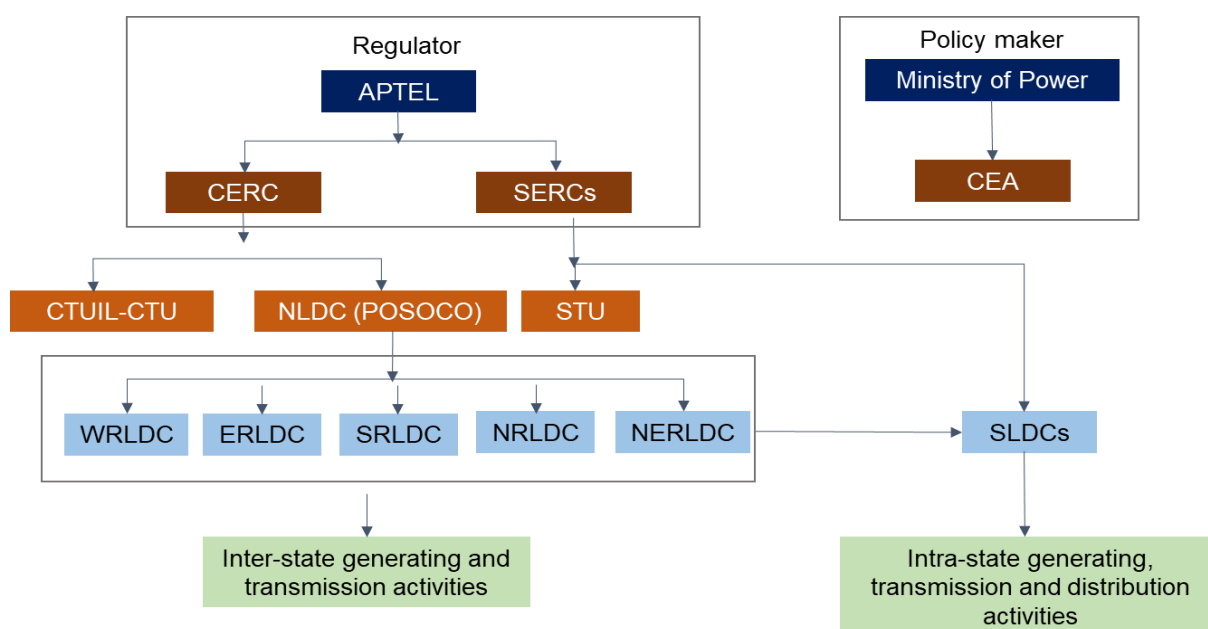 Regulator
APTEL
CERC
SERCs
Policy maker
Ministry of Power
CEA
CTUIL-CTU
NLDC (POSOCO)
STU
WRLDC
ERLDC
SRLDC
NRLDC
NERLDC
SLDCs
Inter-state generating and
transmission activities
Intra-state generating,
transmission and distribution
activities